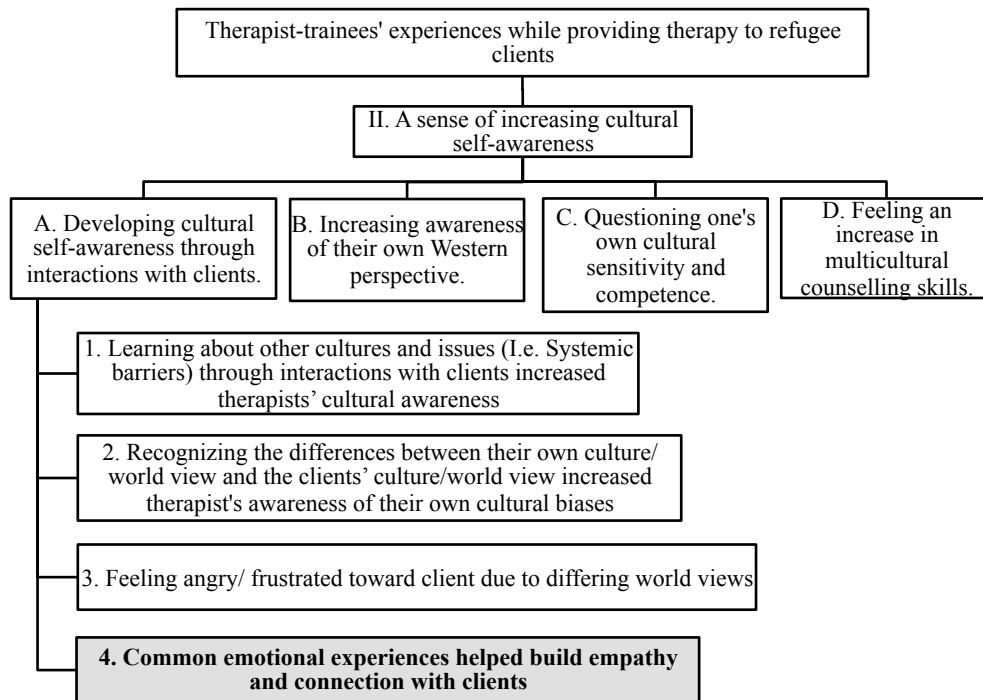 Therapist-trainees' experiences while providing therapy to refugee
clients
II. A sense of increasing cultural
self-awareness
A. Developing cultural
self-awareness through
interactions with clients.
B. Increasing awareness
of their own Western
perspective.
C. Questioning one's
own cultural
sensitivity and
competence.
D. Feeling an
increase in
multicultural
counselling skills.
1. Learning about other cultures and issues (I.e. Systemic
barriers) through interactions with clients increased
therapists’ cultural awareness
2. Recognizing the differences between their own culture/
world view and the clients’ culture/world view increased
therapist's awareness of their own cultural biases
3. Feeling angry/ frustrated toward client due to differing world views
4. Common emotional experiences helped build empathy
and connection with clients